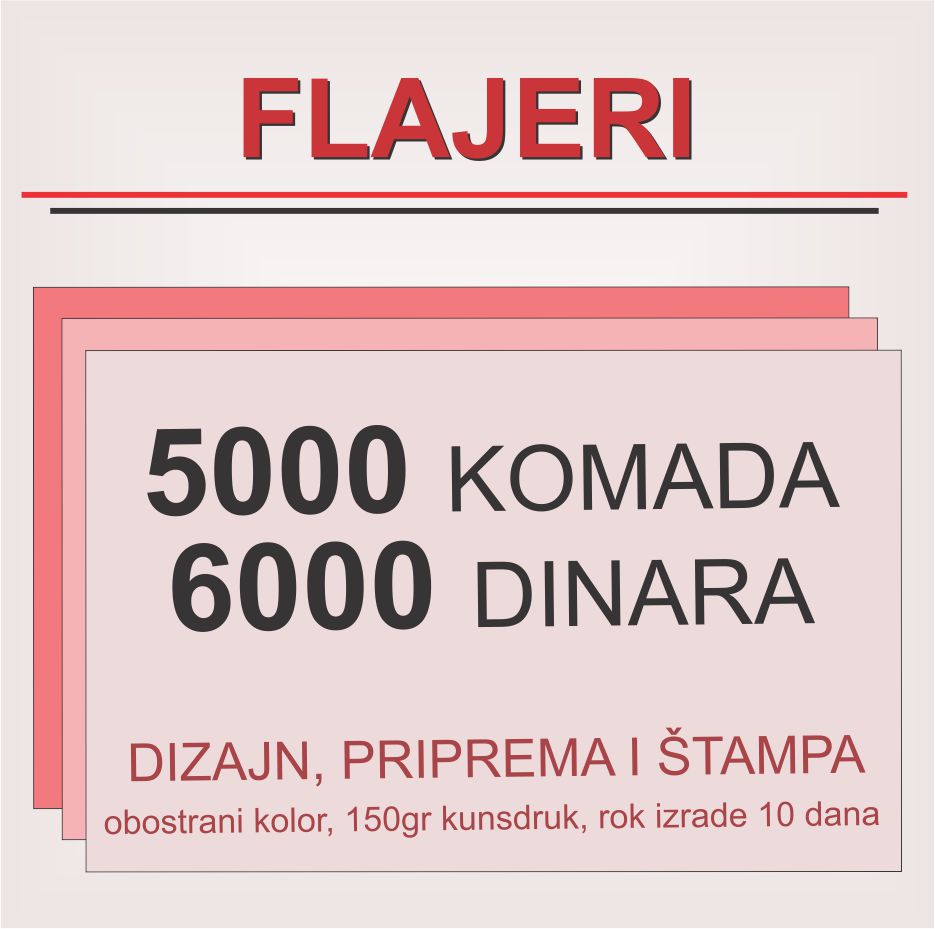 FLAJERI
5000 KOMADA
6000 DINARA
DIZAJN, PRIPREMA I ŠTAMPA
obostrani kolor, 150gr kunsdruk, rok izrade 10 dana